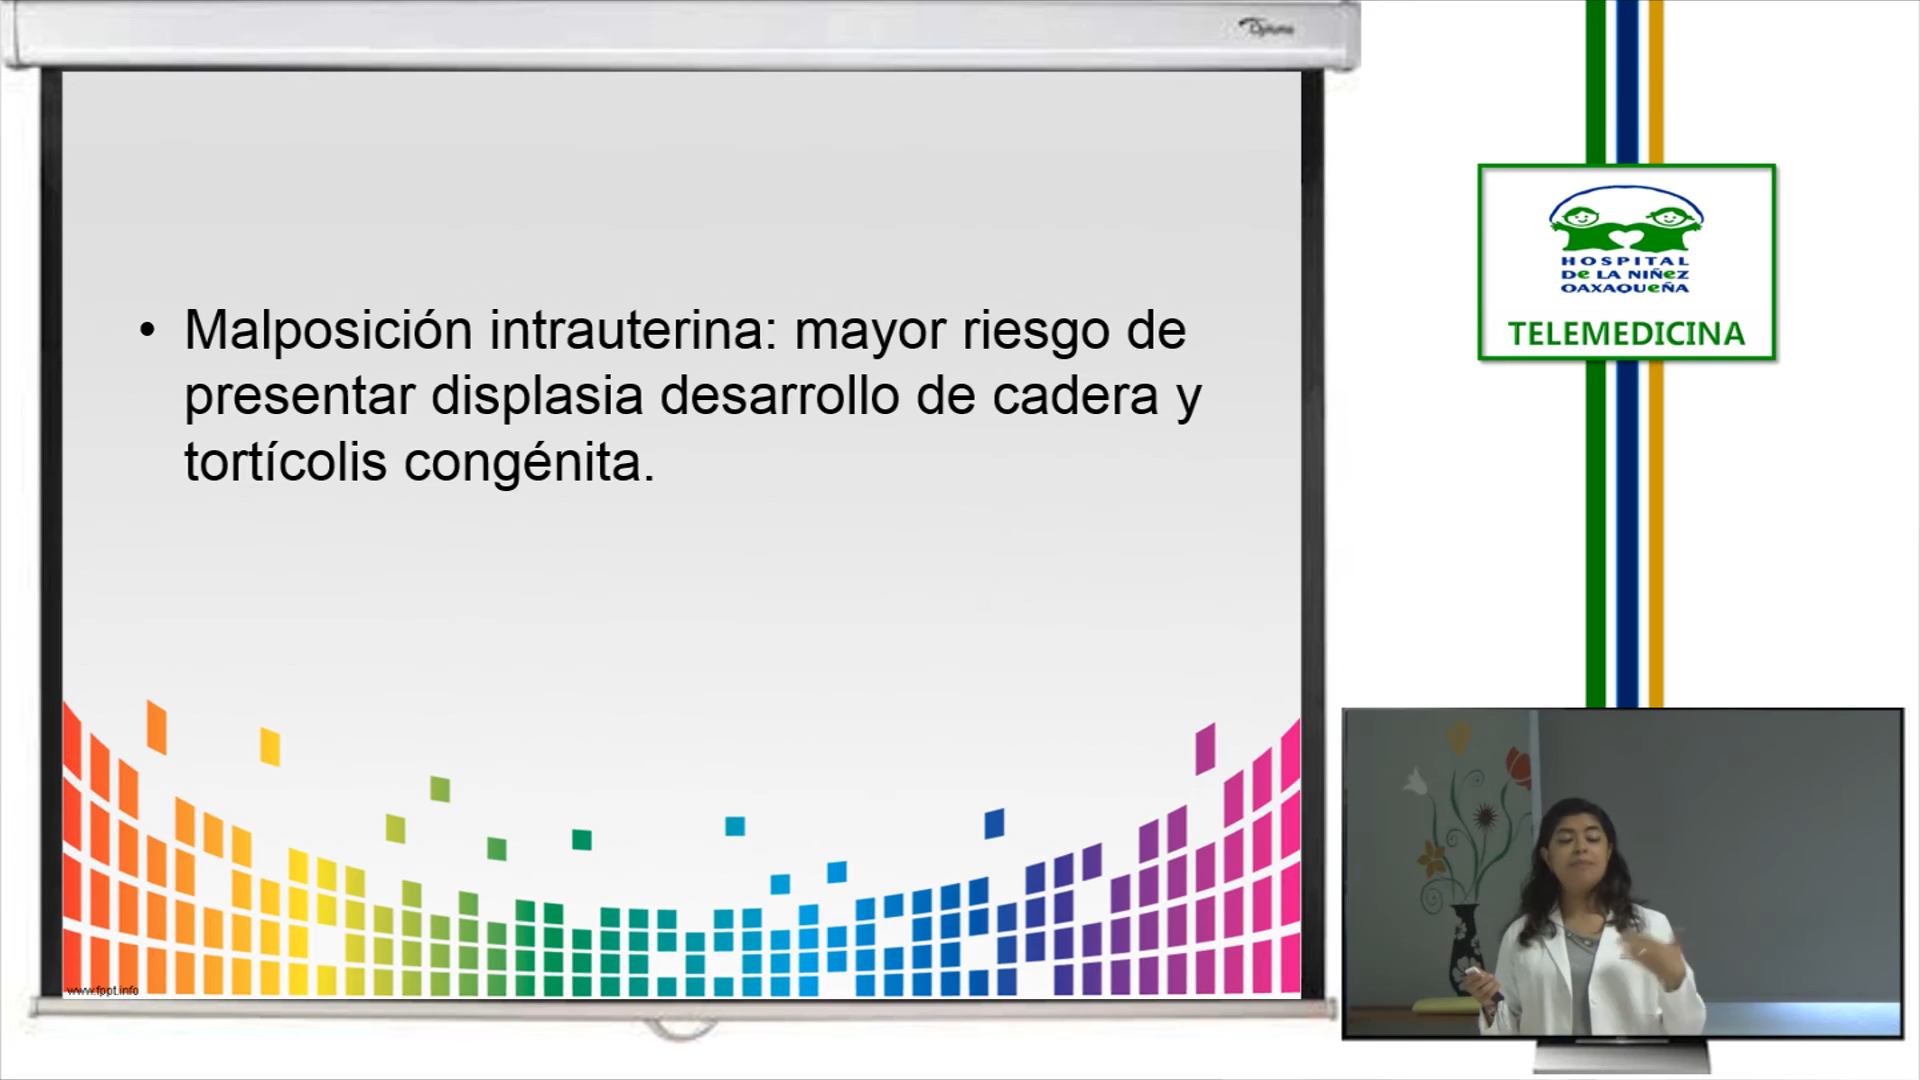 Optoma
• Malposición intrauterina: mayor riesgo de
presentar displasia desarrollo de cadera y
tortícolis congénita.
www.fppt.info
HOSPITAL
De LA NIÑeZ
OAXAQUeÑA
TELEMEDICINA